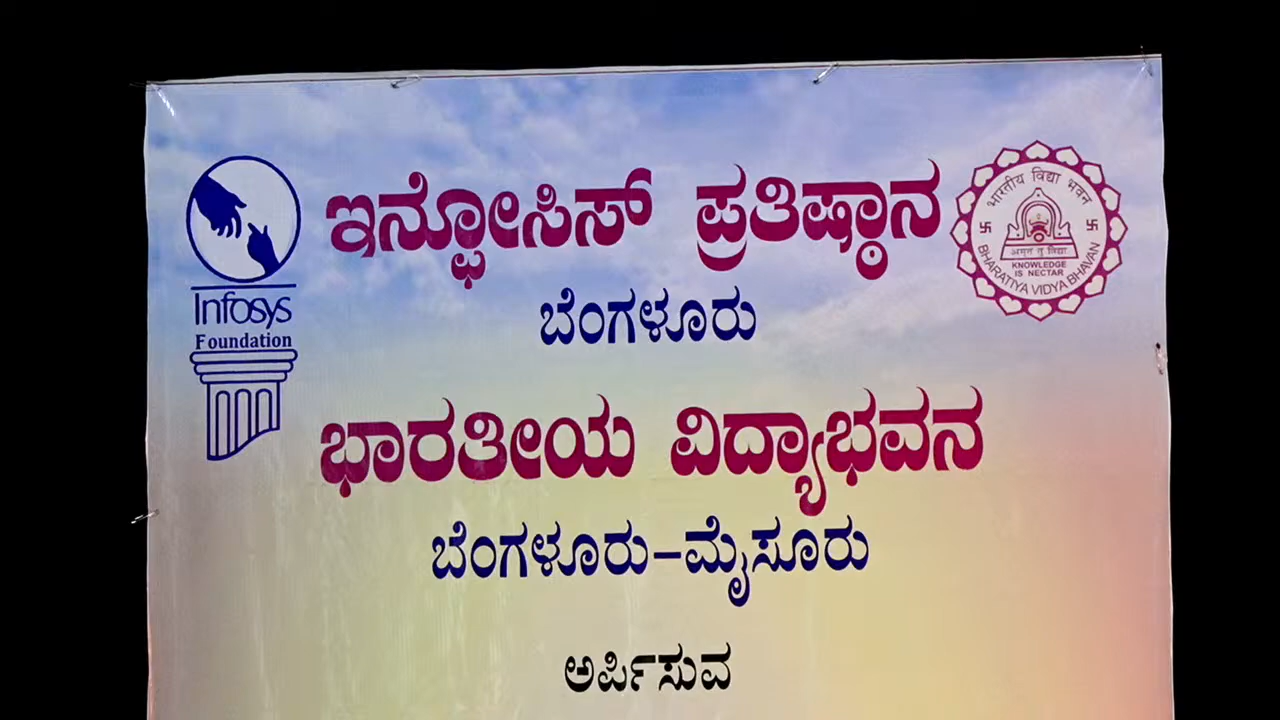 ಇನ್ಫೋಸಿಸ್ ಪ್ರತಿಷ್ಠಾನ
ಬೆಂಗಳೂರು
Infosys
Foundation
भारतीय विद्या भवन
अमृतं तु विद्या
KNOWLEDGE
IS NECTAR
BHARATIYA VIDYA BHAVAN
ಭಾರತೀಯ ವಿದ್ಯಾಭವನ
ಬೆಂಗಳೂರು-ಮೈಸೂರು
ಅರ್ಪಿಸುವ